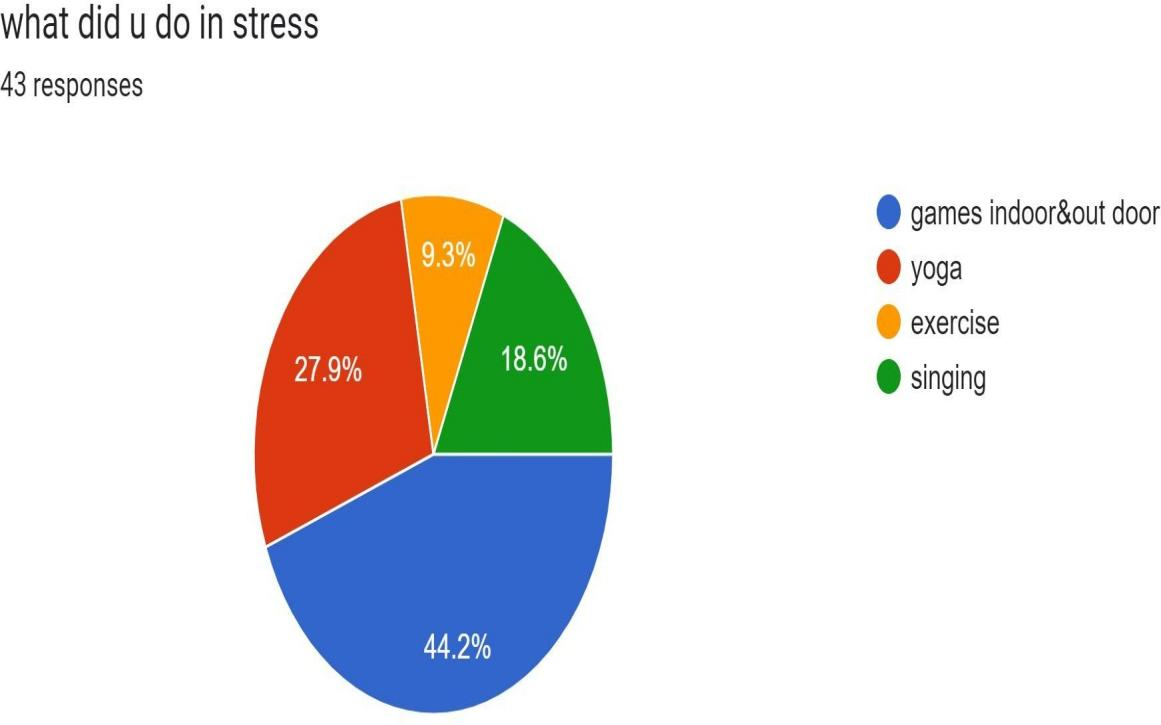 what did u do in stress
43 responses
games indoor&out door
yoga
exercise
singing
9.3%
18.6%
27.9%
44.2%